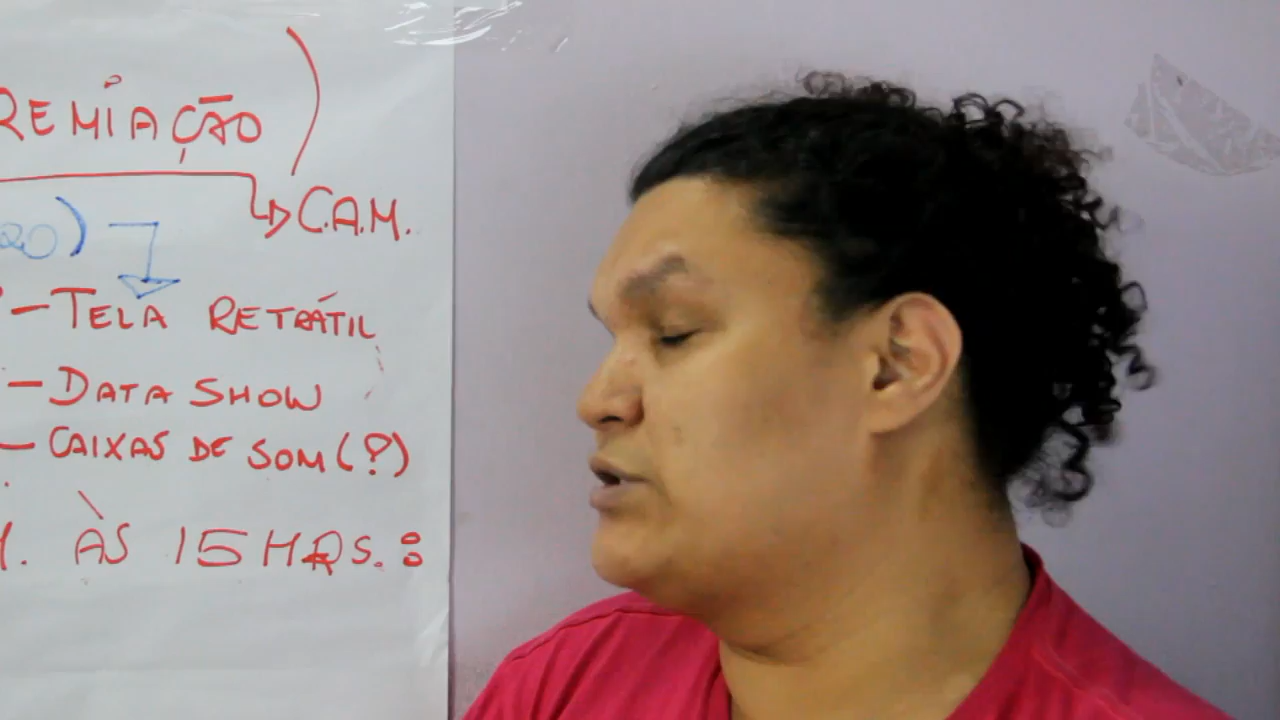 REMIAÇÃO)
C.A.M.
20)
- TELA RETRÁTIL
- DATA SHOW
- CAIXAS DE SOM (?)
. ÀS 15 HRS. :